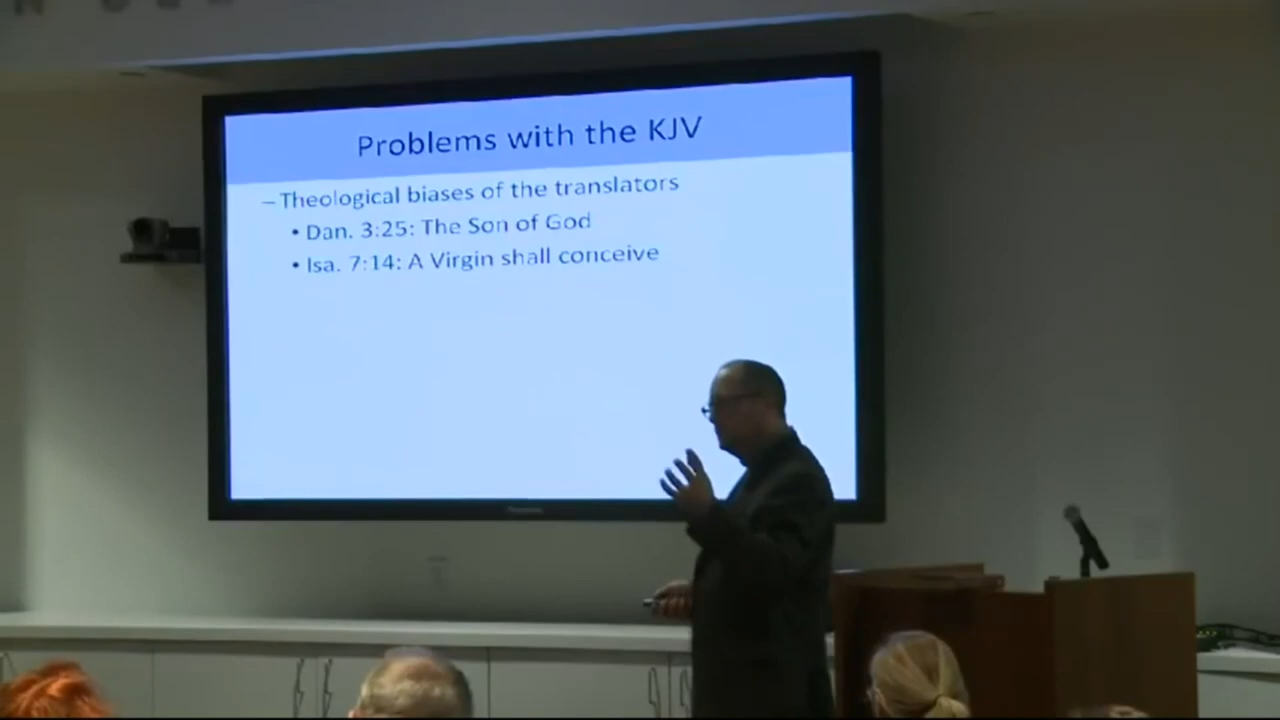 Problems with the KJV
– Theological biases of the translators
• Dan. 3:25: The Son of God
• Isa. 7:14: A Virgin shall conceive